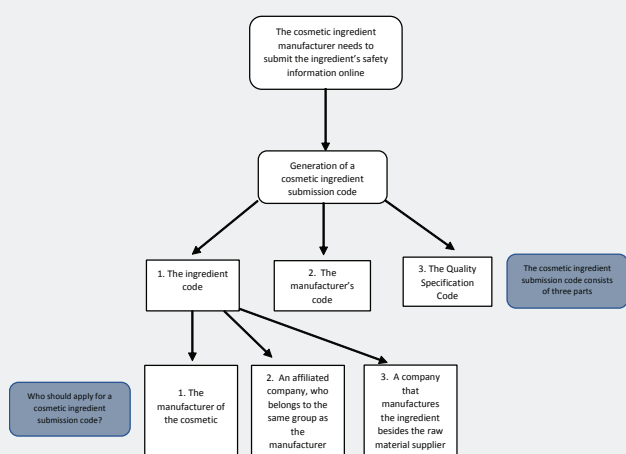 The cosmetic ingredient
manufacturer needs to
submit the ingredient's safety
information online
Generation of a
cosmetic ingredient
submission code
1. The ingredient
code
2. The
manufacturer's
code
3. The Quality
Specification
Code
The cosmetic ingredient
submission code consists
of three parts
Who should apply for a
cosmetic ingredient
submission code?
1. The
manufacturer of
the cosmetic
2. An affiliated
company, who
belongs to the
same group as
the
manufacturer
3. A company
that
manufactures
the ingredient
besides the raw
material supplier